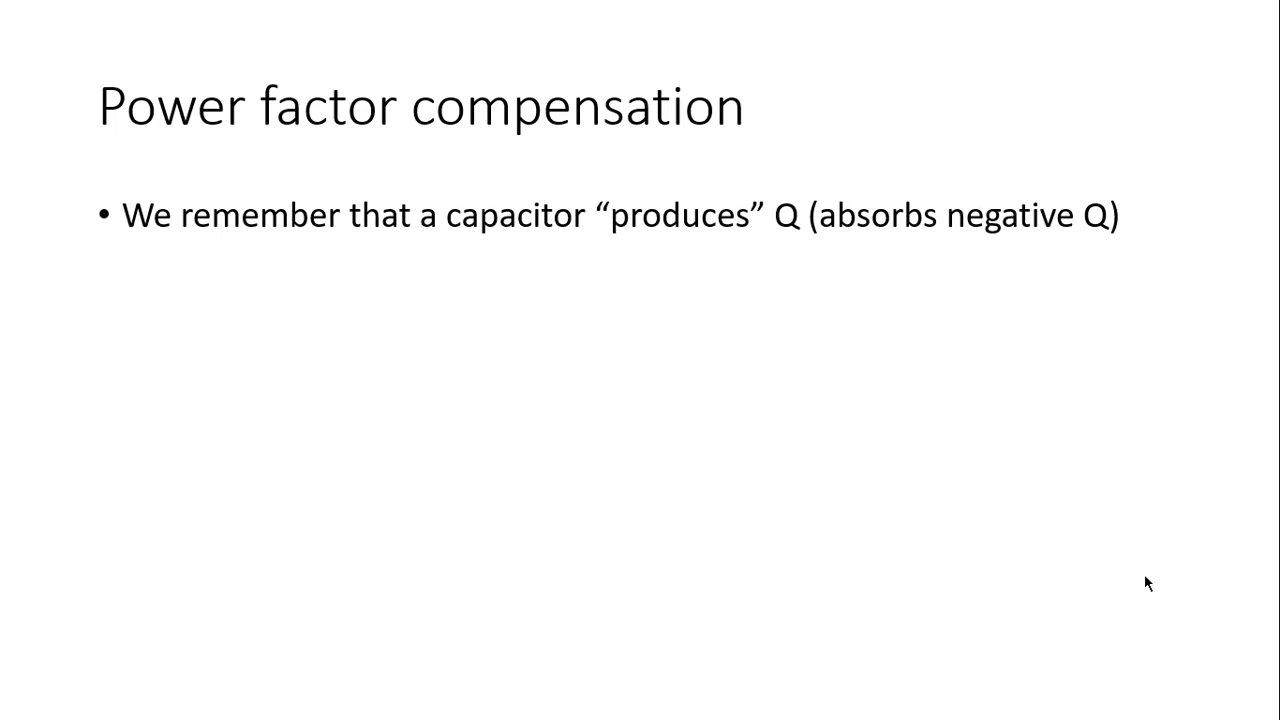 Power factor compensation
• We remember that a capacitor “produces” Q (absorbs negative Q)